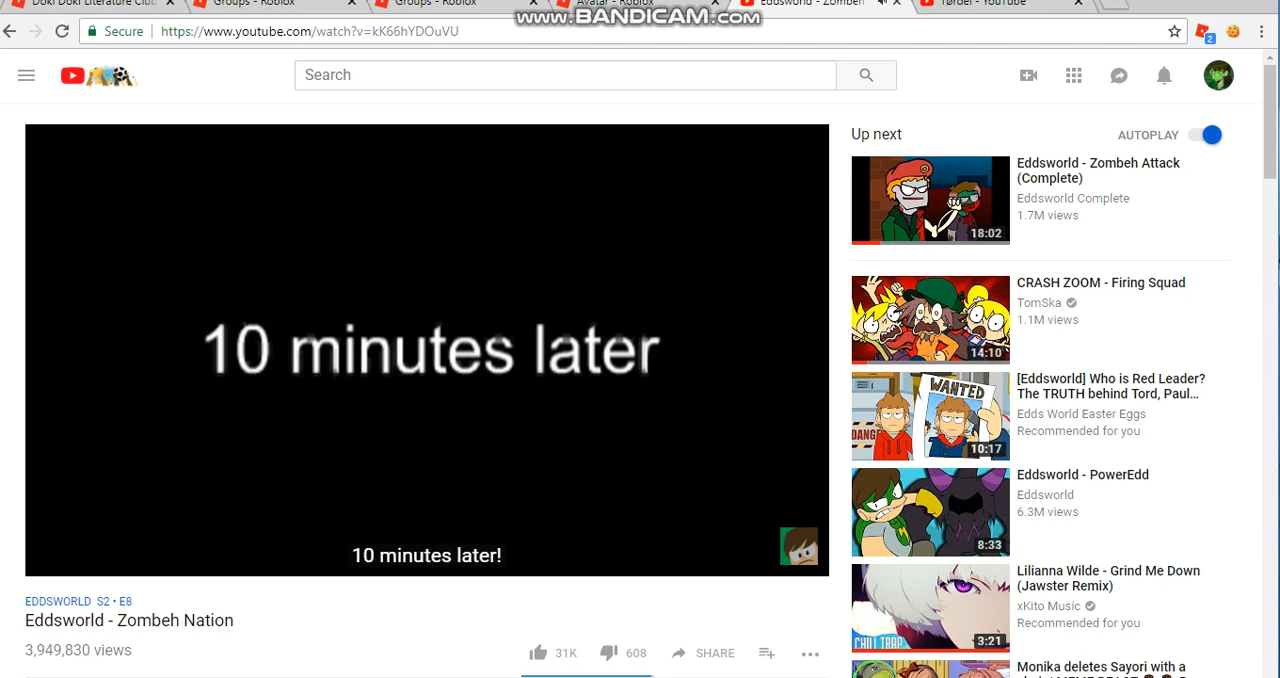 Doki Doki Literature Club
Groups - Roblox
Groups - Roblox
Avatar - Roblox
Eddsworld - Zombeh
Tørdel - YouTube
www.BANDICAM.com
Secure
https://www.youtube.com/watch?v=kK66hYDOuVU
2
Search
Up next
AUTOPLAY
10 minutes later
10 minutes later!
EDDSWORLD S2 • E8
Eddsworld - Zombeh Nation
3,949,830 views
31K
608
SHARE
18:02
Eddsworld - Zombeh Attack
(Complete)
Eddsworld Complete
1.7M views
14:10
CRASH ZOOM - Firing Squad
TomSka
1.1M views
WANTED
DANG
10:17
[Eddsworld] Who is Red Leader?
The TRUTH behind Tord, Paul...
Edds World Easter Eggs
Recommended for you
8:33
Eddsworld - PowerEdd
Eddsworld
6.3M views
CHILL TRAP
3:21
Lilianna Wilde - Grind Me Down
(Jawster Remix)
xKito Music
Recommended for you
Monika deletes Sayori with a